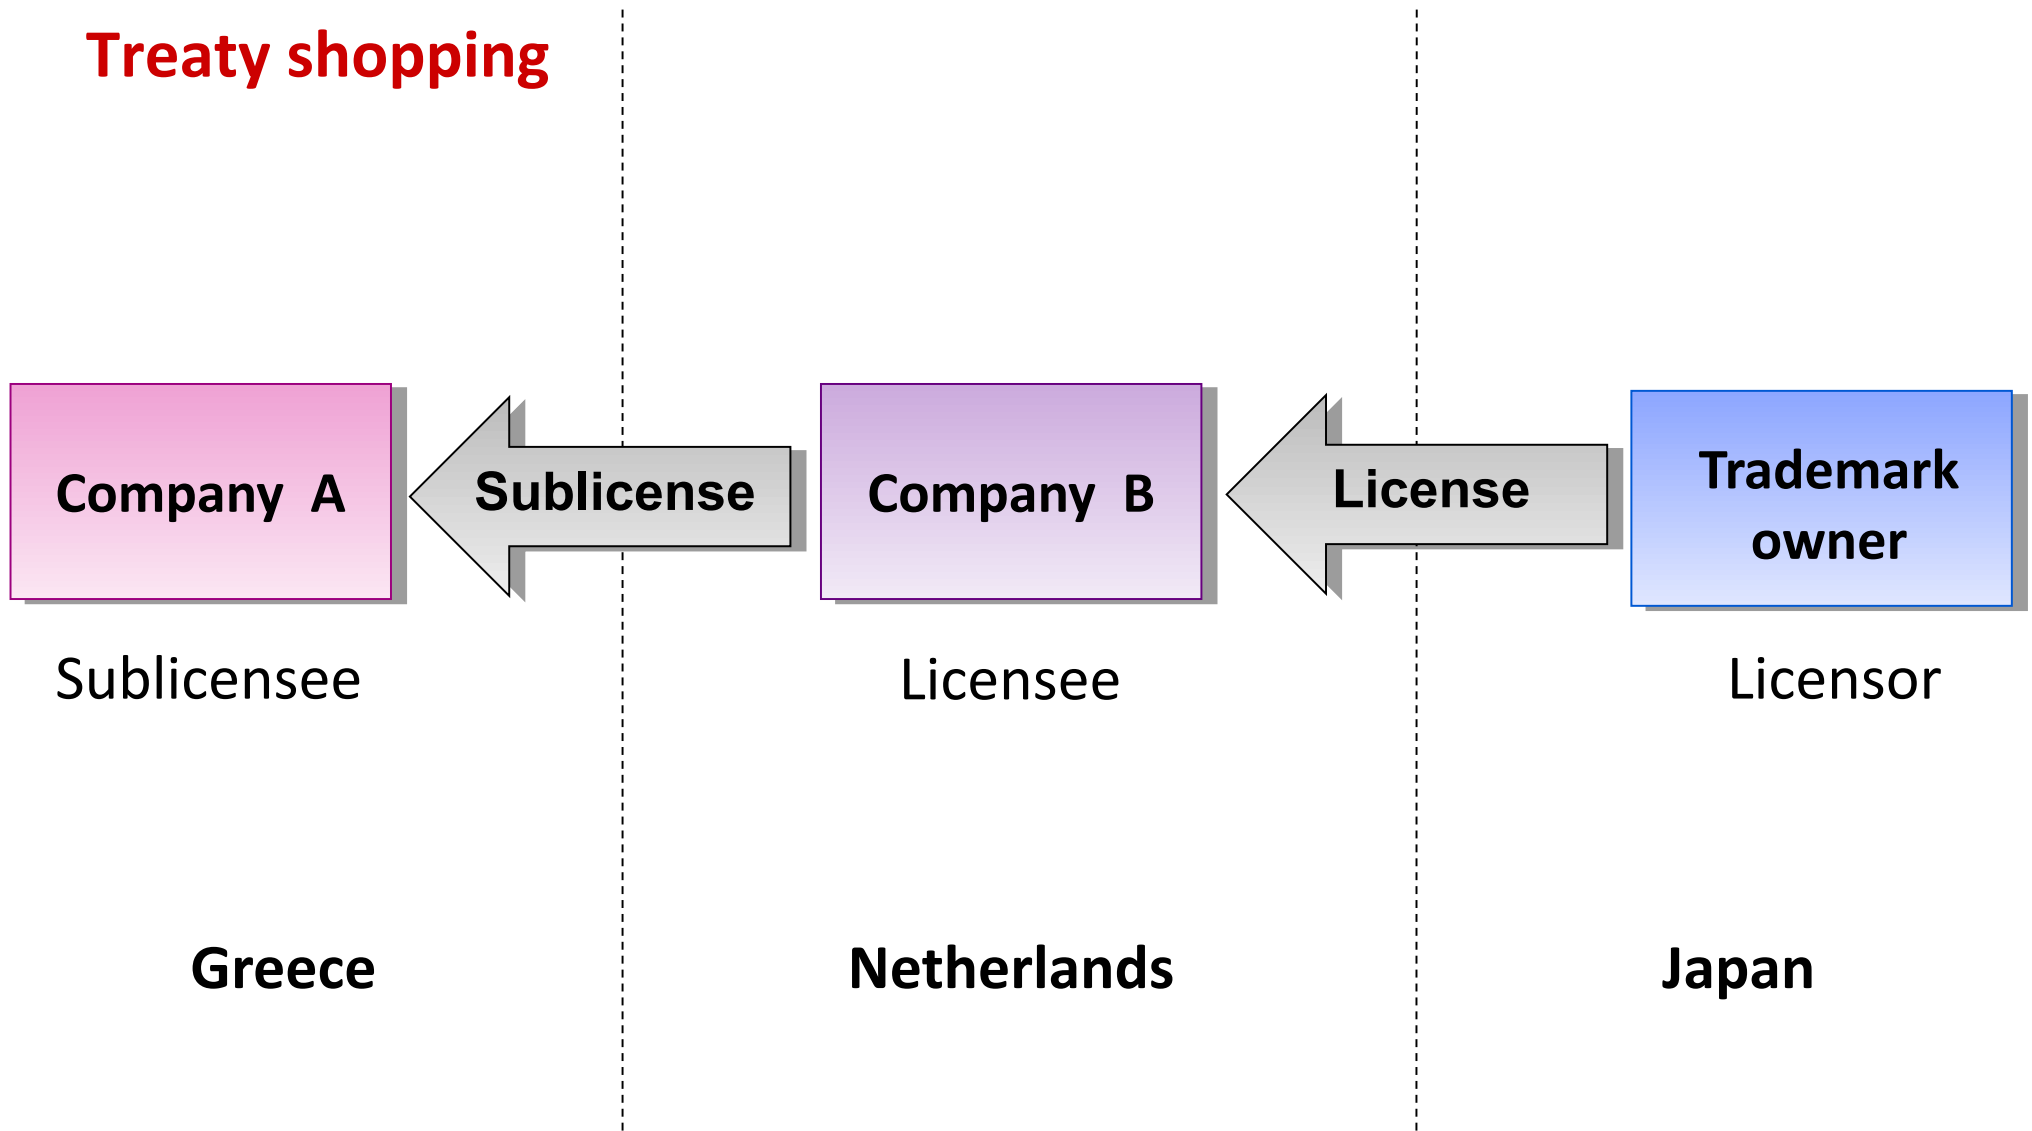 Treaty shopping
Company A
Sublicense
Company B
License
Trademark
owner
Sublicensee
Licensee
Licensor
Greece
Netherlands
Japan